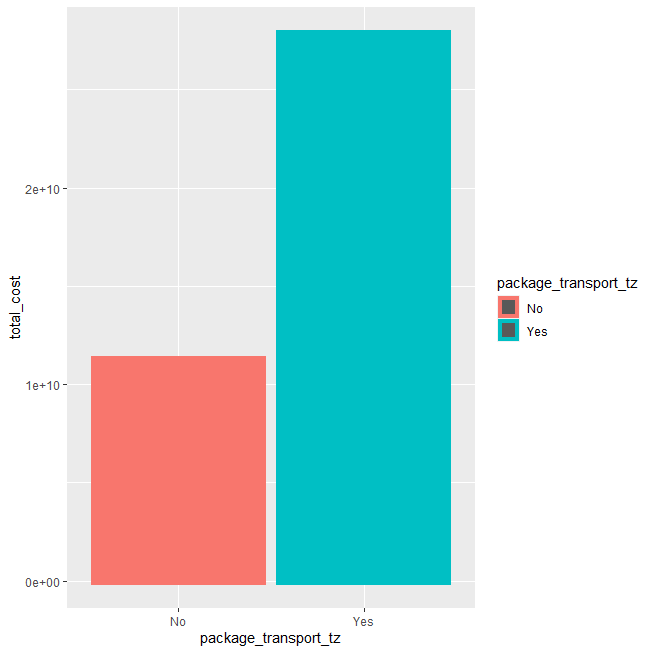 total_cost
2e+10
1e+10
0e+00
No
Yes
package_transport_tz
package_transport_tz
No
Yes